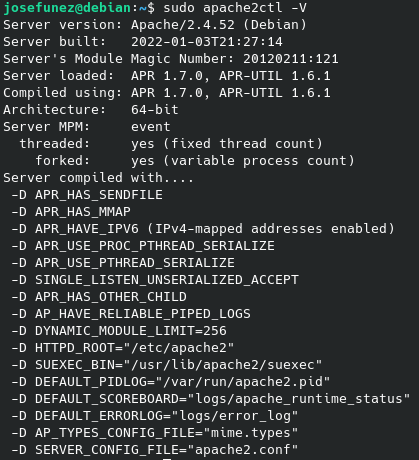 josefunez@debian:~$ sudo apache2ctl -V
Server version: Apache/2.4.52 (Debian)
Server built:   2022-01-03T21:27:14
Server's Module Magic Number: 20120211:121
Server loaded:  APR 1.7.0, APR-UTIL 1.6.1
Compiled using: APR 1.7.0, APR-UTIL 1.6.1
Architecture:   64-bit
Server MPM:     event
  threaded:     yes (fixed thread count)
    forked:     yes (variable process count)
Server compiled with....
 -D APR_HAS_SENDFILE
 -D APR_HAS_MMAP
 -D APR_HAVE_IPV6 (IPv4-mapped addresses enabled)
 -D APR_USE_PROC_PTHREAD_SERIALIZE
 -D APR_USE_PTHREAD_SERIALIZE
 -D SINGLE_LISTEN_UNSERIALIZED_ACCEPT
 -D APR_HAS_OTHER_CHILD
 -D AP_HAVE_RELIABLE_PIPED_LOGS
 -D DYNAMIC_MODULE_LIMIT=256
 -D HTTPD_ROOT="/etc/apache2"
 -D SUEXEC_BIN="/usr/lib/apache2/suexec"
 -D DEFAULT_PIDLOG="/var/run/apache2.pid"
 -D DEFAULT_SCOREBOARD="logs/apache_runtime_status"
 -D DEFAULT_ERRORLOG="logs/error_log"
 -D AP_TYPES_CONFIG_FILE="mime.types"
 -D SERVER_CONFIG_FILE="apache2.conf"